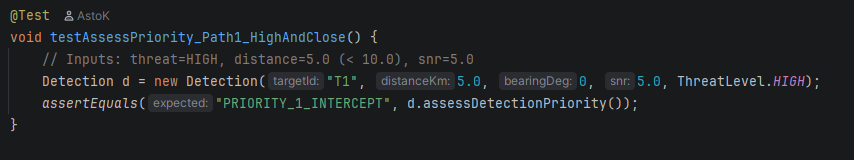 @Test AstoK
void testAssessPriority_Path1_HighAndClose() {
// Inputs: threat=HIGH, distance=5.0 (< 10.0), snr=5.0
Detection d = new Detection( targetId: "T1", distanceKm: 5.0, bearingDeg: 0, snr: 5.0, ThreatLevel.HIGH);
assertEquals( expected: "PRIORITY_1_INTERCEPT", d.assessDetectionPriority());
}